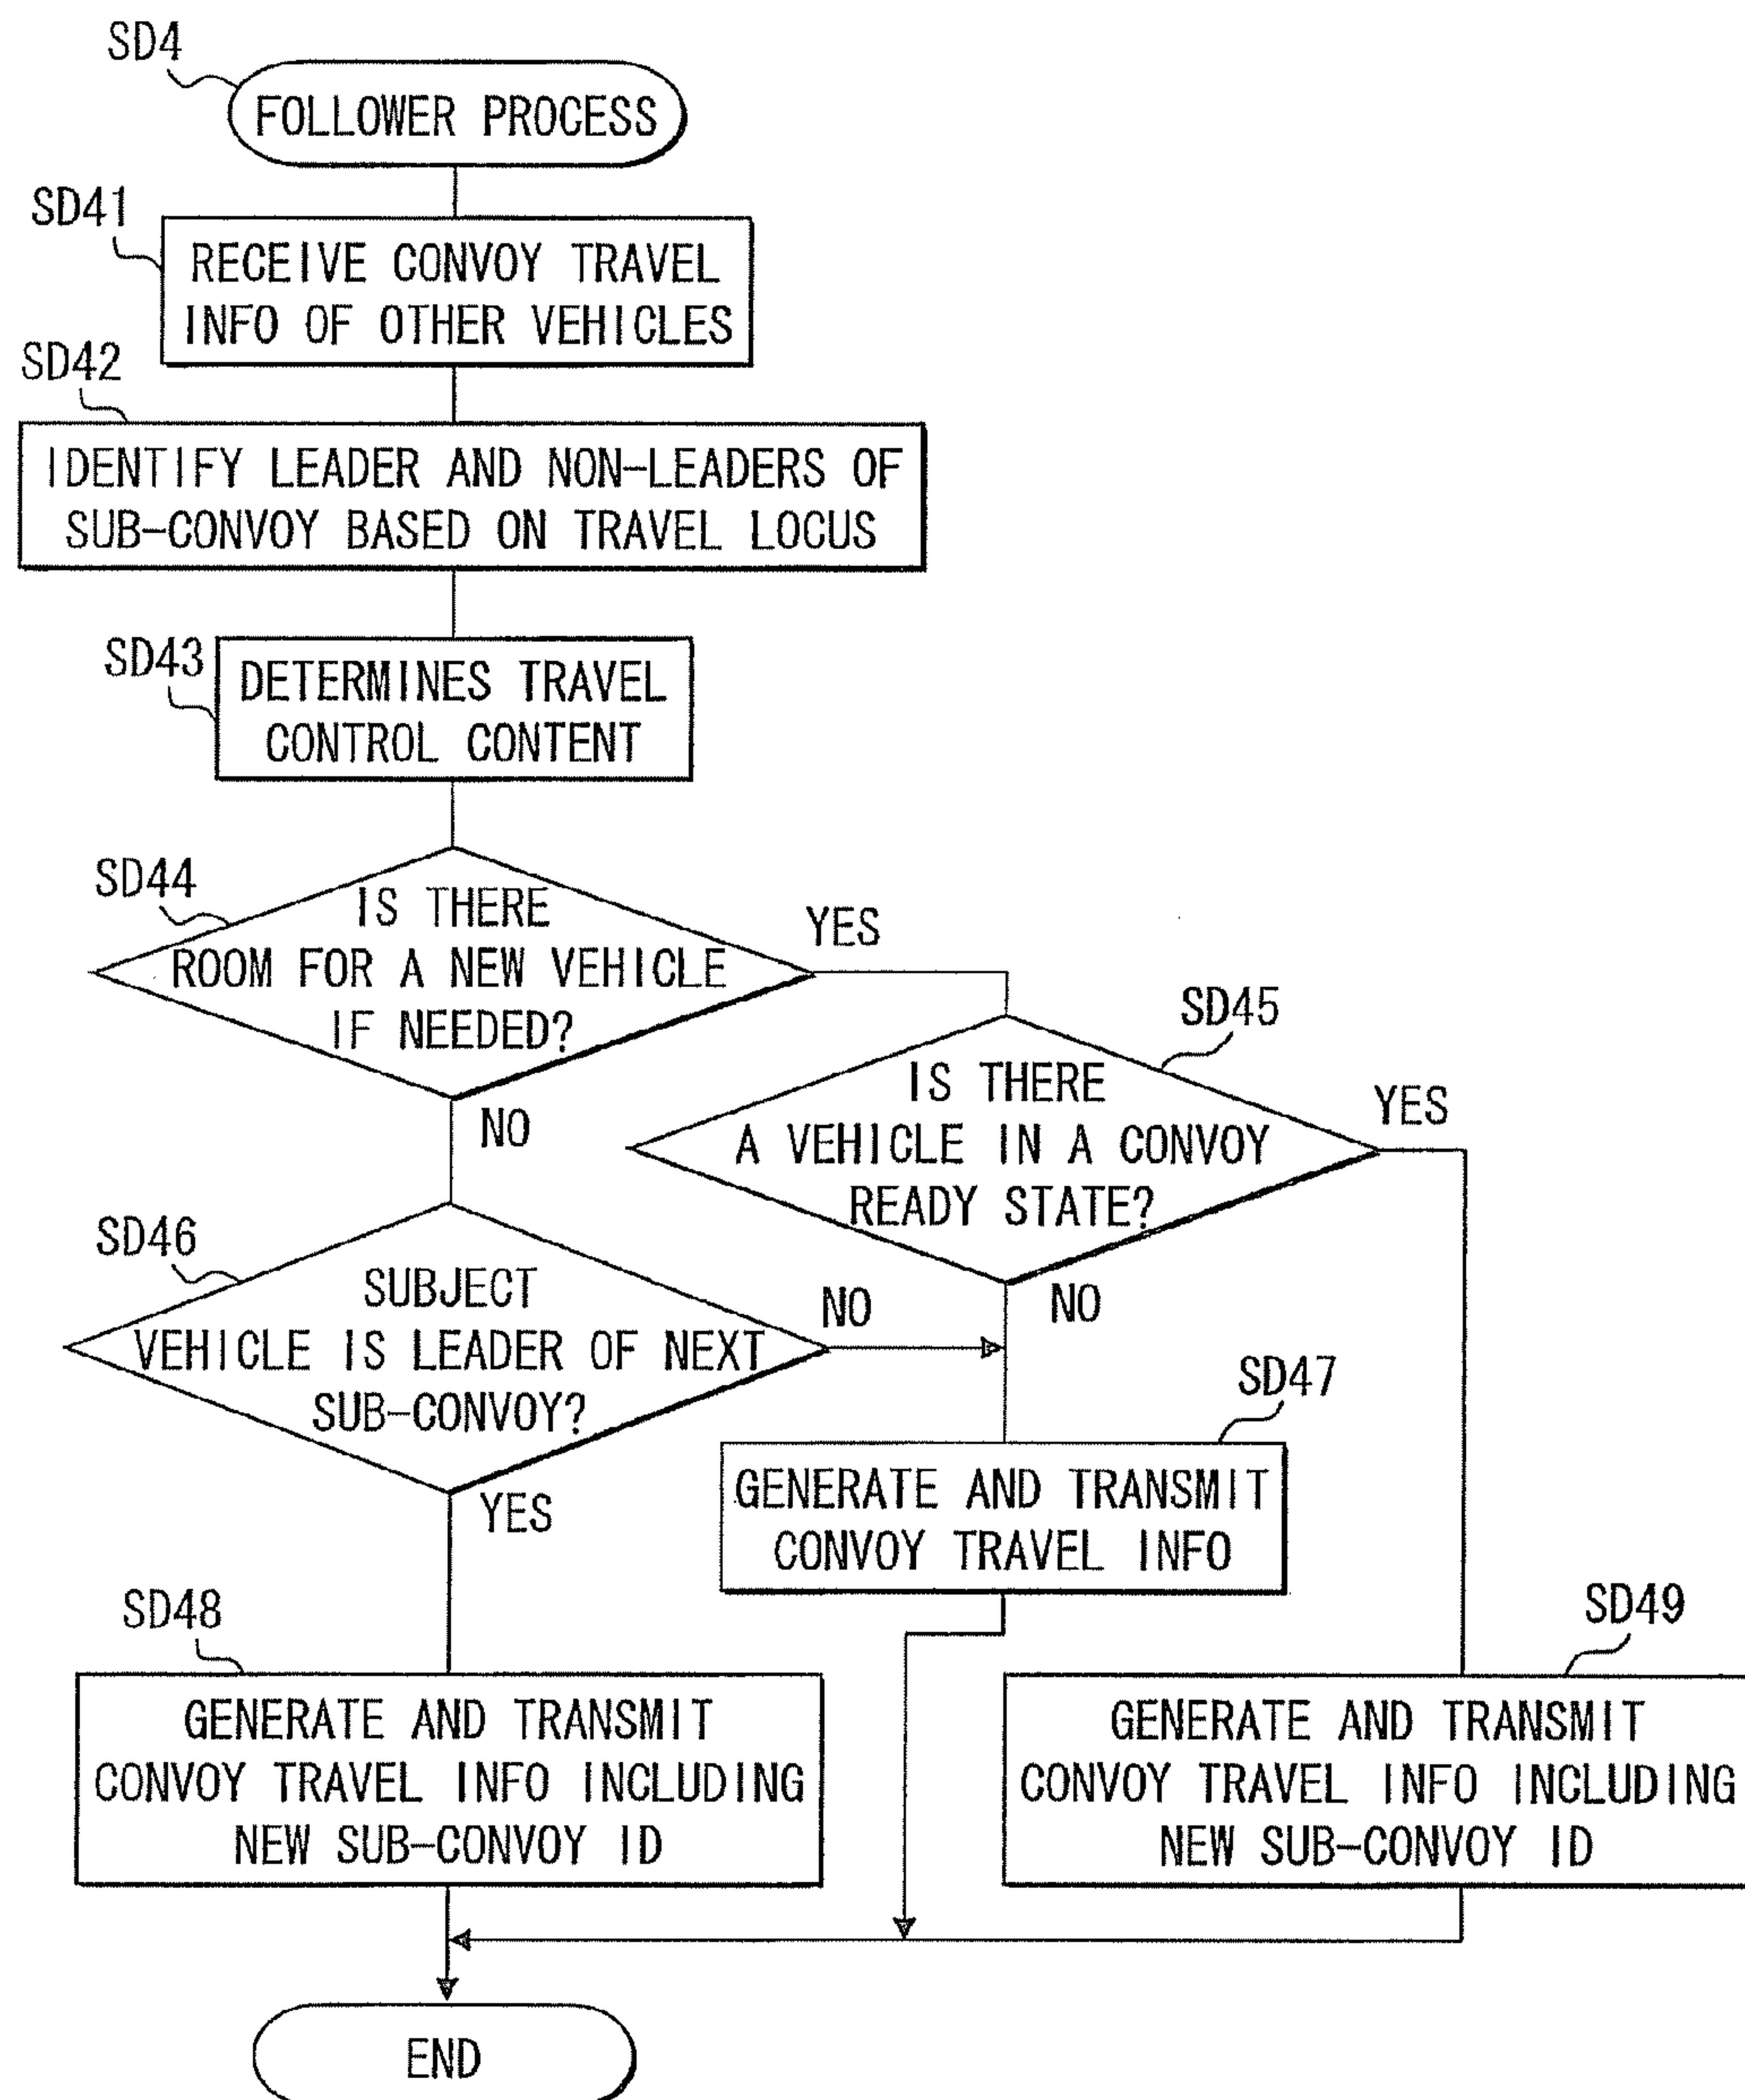 SD4
FOLLOWER PROCESS
SD41
RECEIVE CONVOY TRAVEL
INFO OF OTHER VEHICLES
SD42
IDENTIFY LEADER AND NON-LEADERS OF
SUB-CONVOY BASED ON TRAVEL LOCUS
SD43
DETERMINES TRAVEL
CONTROL CONTENT
SD44
IS THERE
ROOM FOR A NEW VEHICLE
IF NEEDED?
YES
NO
SD45
IS THERE
A VEHICLE IN A CONVOY
READY STATE?
YES
NO
SD46
SUBJECT
VEHICLE IS LEADER OF NEXT
SUB-CONVOY?
NO
YES
SD47
GENERATE AND TRANSMIT
CONVOY TRAVEL INFO
SD48
GENERATE AND TRANSMIT
CONVOY TRAVEL INFO INCLUDING
NEW SUB-CONVOY ID
SD49
GENERATE AND TRANSMIT
CONVOY TRAVEL INFO INCLUDING
NEW SUB-CONVOY ID
END